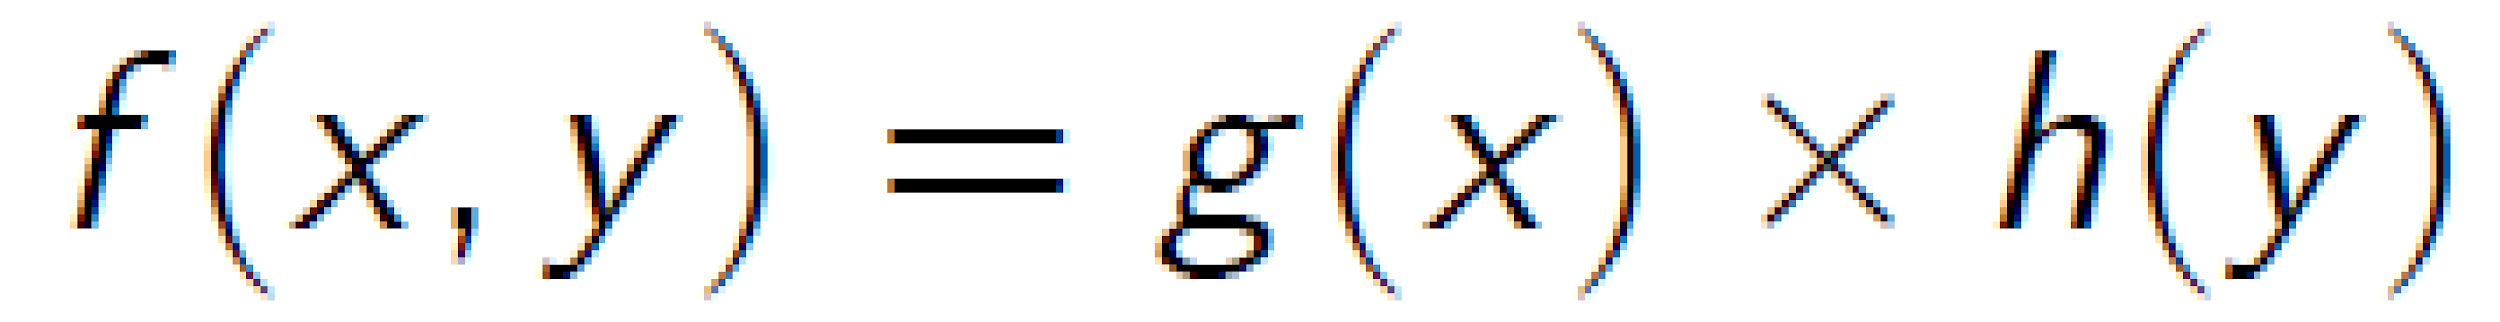 f(x, y) = g(x) × h(y)